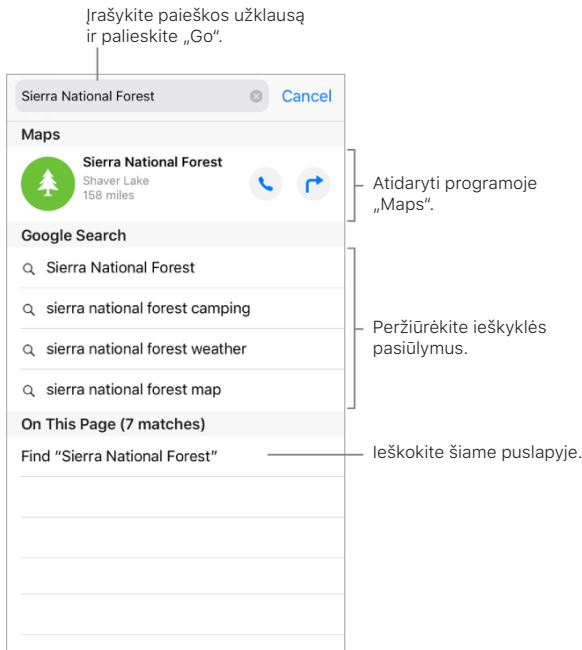 Įrašykite paieškos užklausą
ir palieskite „Go“.
Sierra National Forest
Cancel
Maps
Sierra National Forest
Shaver Lake
158 miles
Atidaryti programoje
„Maps“.
Google Search
Sierra National Forest
sierra national forest camping
sierra national forest weather
sierra national forest map
Peržiūrėkite ieškyklės
pasiūlymus.
On This Page (7 matches)
Find “Sierra National Forest”
Ieškokite šiame puslapyje.